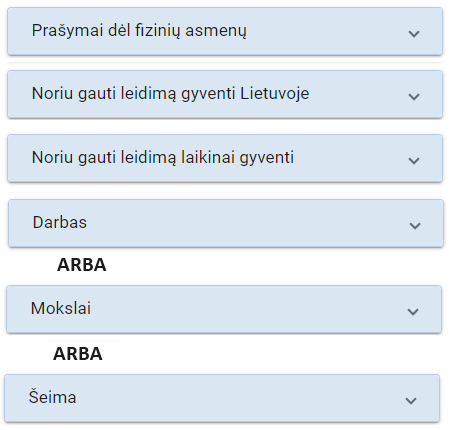 Prašymai dėl fizinių asmenų
Noriu gauti leidimą gyventi Lietuvoje
Noriu gauti leidimą laikinai gyventi
Darbas
ARBA
Mokslai
ARBA
Šeima